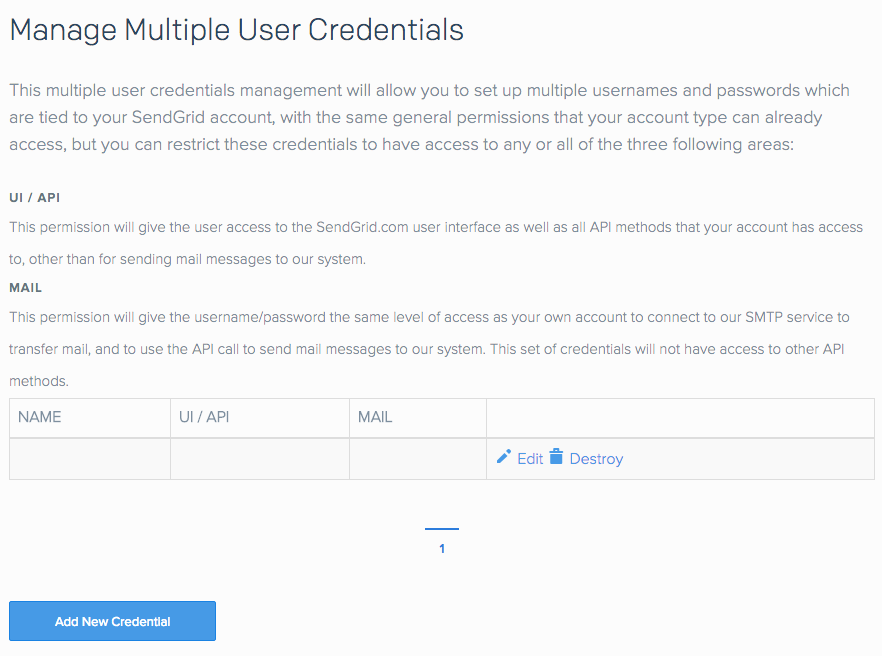 Manage Multiple User Credentials
This multiple user credentials management will allow you to set up multiple usernames and passwords which
are tied to your SendGrid account, with the same general permissions that your account type can already
access, but you can restrict these credentials to have access to any or all of the three following areas:
UI / API
This permission will give the user access to the SendGrid.com user interface as well as all API methods that your account has access
to, other than for sending mail messages to our system.
MAIL
This permission will give the username/password the same level of access as your own account to connect to our SMTP service to
transfer mail, and to use the API call to send mail messages to our system. This set of credentials will not have access to other API
methods.
NAME UI / API MAIL
Edit Destroy
1
Add New Credential